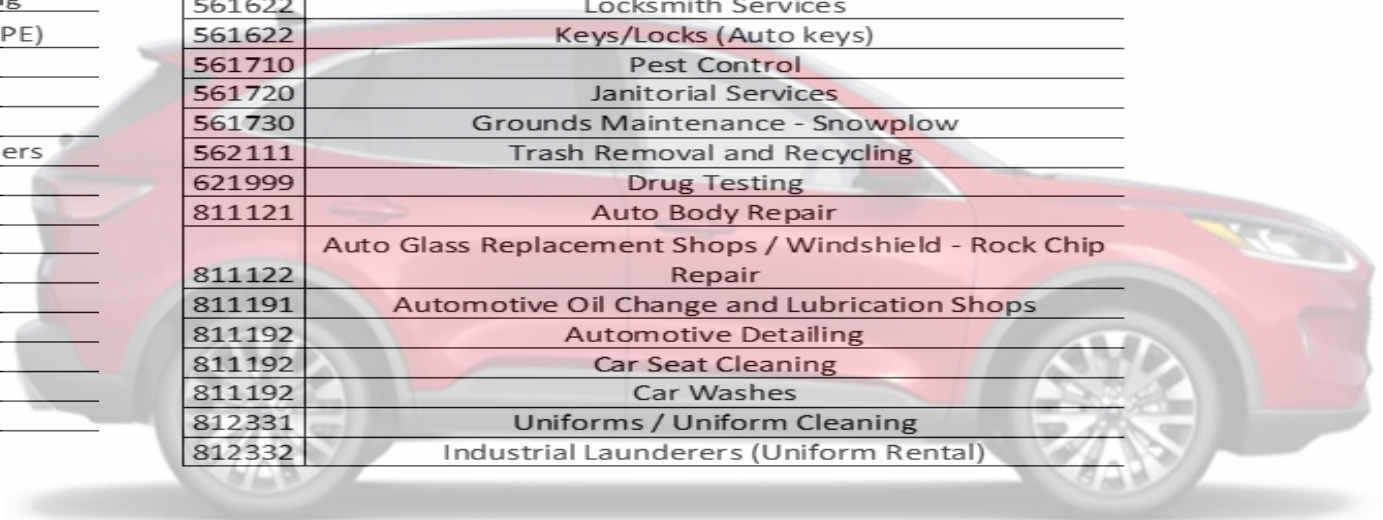 PE)
ers
561622 Locksmith Services
561622 Keys/Locks (Auto keys)
561710 Pest Control
561720 Janitorial Services
561730 Grounds Maintenance - Snowplow
562111 Trash Removal and Recycling
621999 Drug Testing
811121 Auto Body Repair
Auto Glass Replacement Shops / Windshield - Rock Chip
811122 Repair
811191 Automotive Oil Change and Lubrication Shops
811192 Automotive Detailing
811192 Car Seat Cleaning
811192 Car Washes
812331 Uniforms / Uniform Cleaning
812332 Industrial Launderers (Uniform Rental)